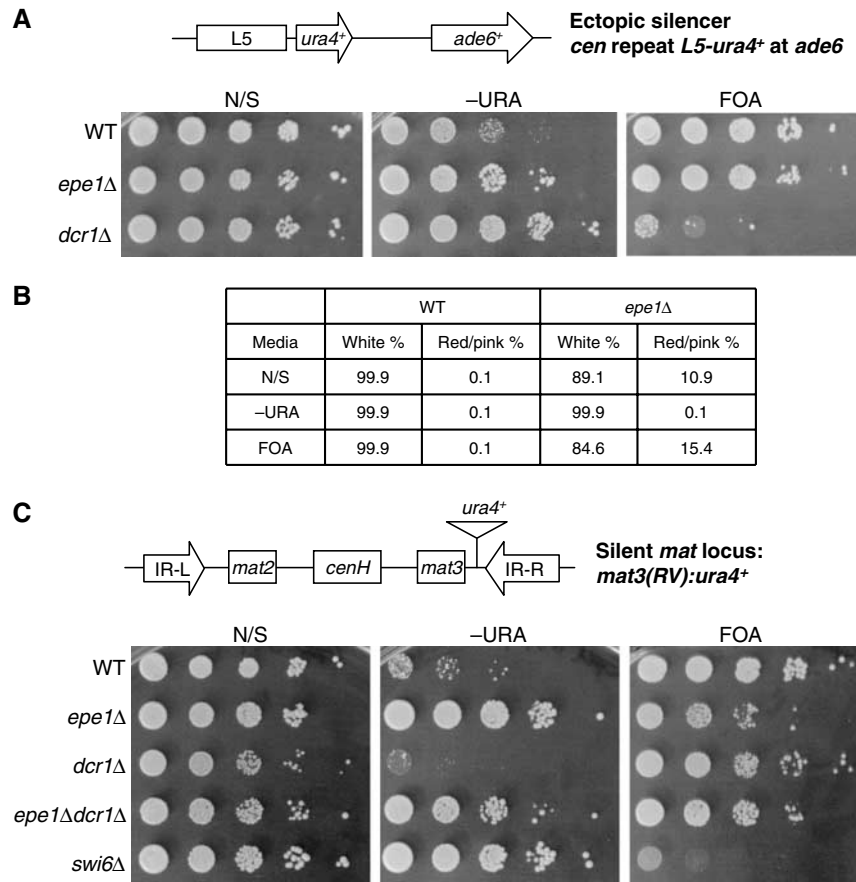 A
L5 ura4⁺ ade6⁺
Ectopic silencer
cen repeat L5-ura4⁺ at ade6
N/S –URA FOA
WT
epe1Δ
dcr1Δ
B
WT epe1Δ
Media White % Red/pink % White % Red/pink %
N/S 99.9 0.1 89.1 10.9
–URA 99.9 0.1 99.9 0.1
FOA 99.9 0.1 84.6 15.4
C
ura4⁺
IR-L mat2 cenH mat3 IR-R
Silent mat locus:
mat3(RV):ura4⁺
N/S –URA FOA
WT
epe1Δ
dcr1Δ
epe1Δdcr1Δ
swi6Δ